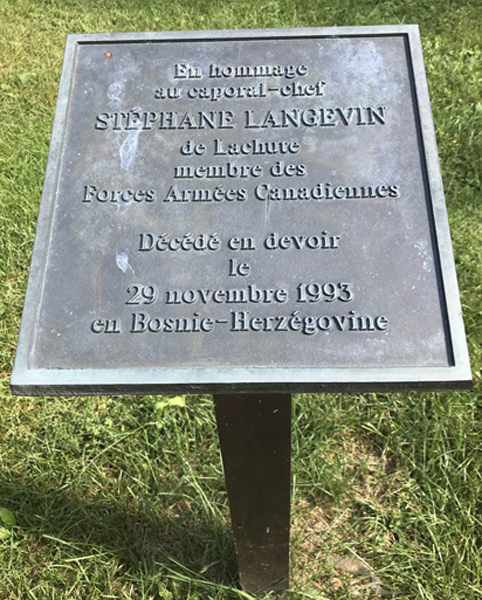 En hommage
au caporal-chef
STÉPHANE LANGEVIN
de Lachute
membre des
Forces Armées Canadiennes
Décédé en devoir
le
29 novembre 1993
en Bosnie-Herzégovine